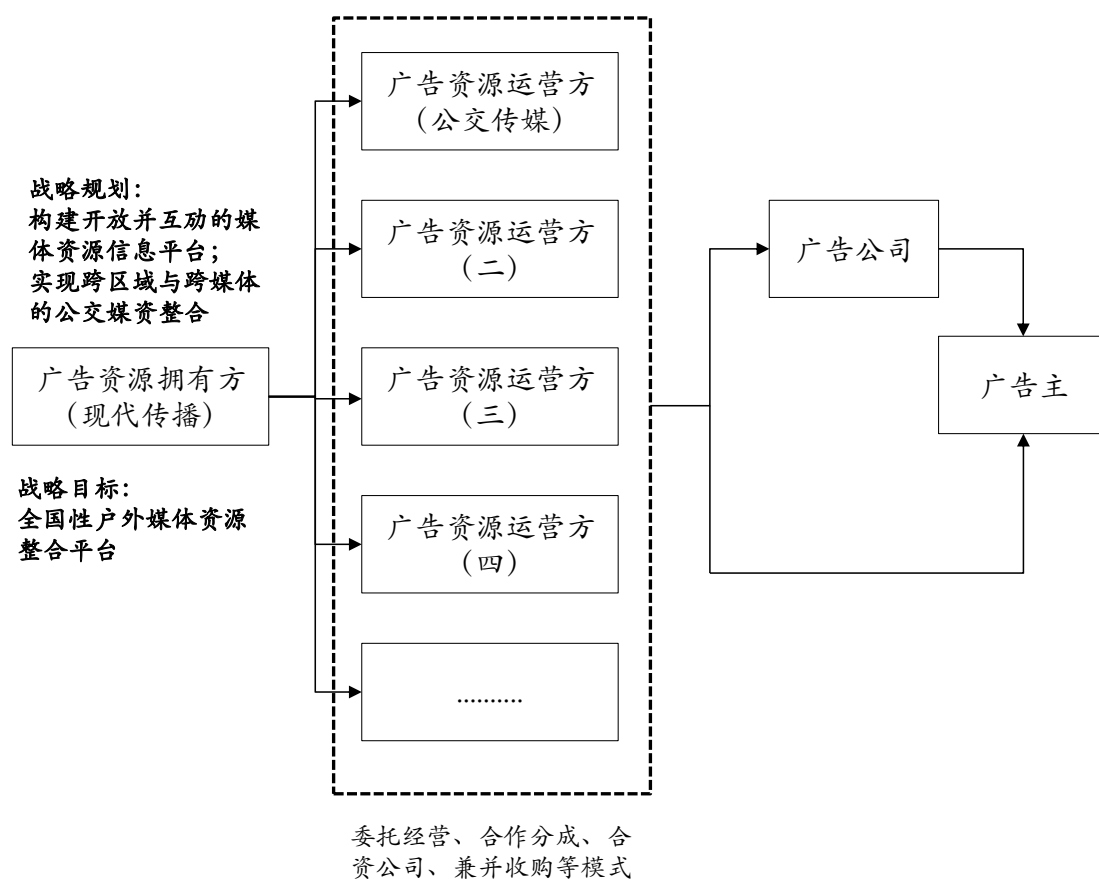 战略规划：
构建开放并互动的媒
体资源信息平台；
实现跨区域与跨媒体
的公交媒资整合
广告资源拥有方
（现代传播）
战略目标：
全国性户外媒体资源
整合平台
广告资源运营方
（公交传媒）
广告资源运营方
（二）
广告资源运营方
（三）
广告资源运营方
（四）
..........
委托经营、合作分成、合
资公司、兼并收购等模式
广告公司
广告主